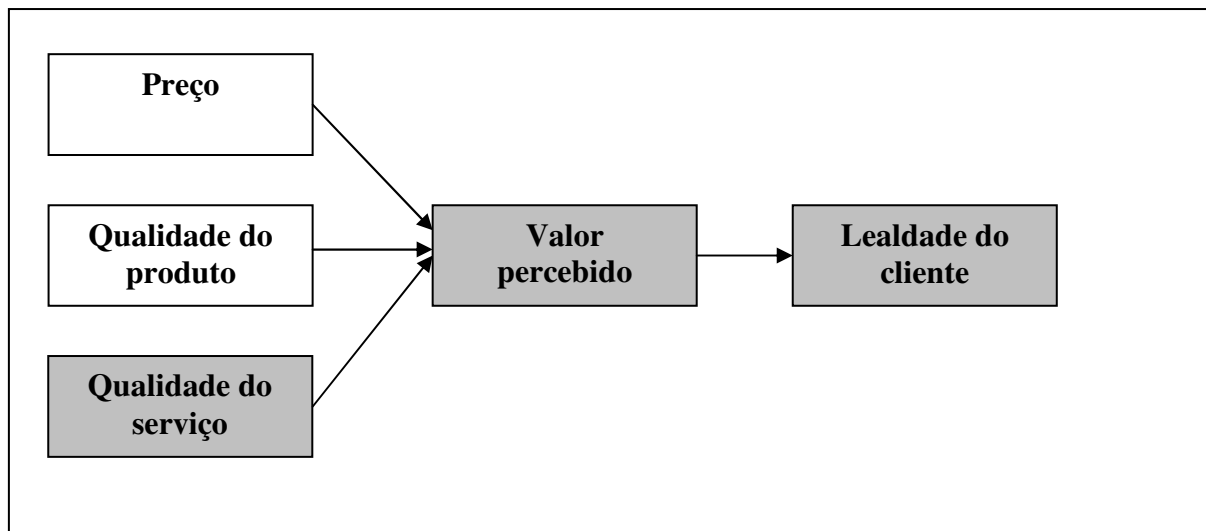 Preço
Qualidade do
produto
Valor
percebido
Lealdade do
cliente
Qualidade do
serviço